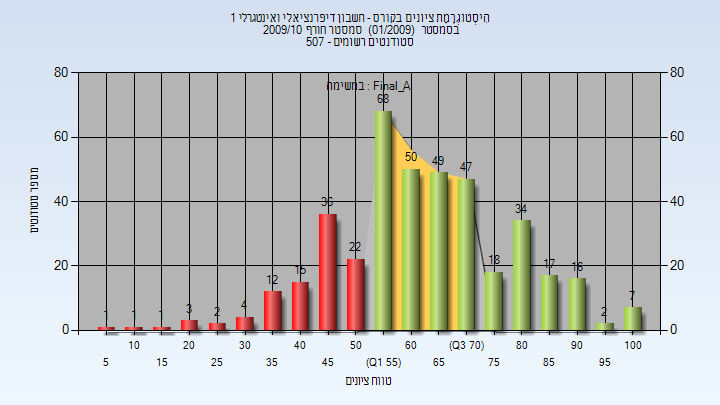 היסטוגרמת ציונים בקורס - חשבון דיפרנציאלי ואינטגרלי 1
בסמסטר (01/2009) סמסטר חורף 2009/10
סטודנטים רשומים - 507
במשימה : Final_A
80 80
60 60
40 40
20 20
0 0
מספר סטודנטים
1 1 1 3 2 4 12 15 36 22 68 50 49 47 18 34 17 16 2 7
10 20 30 40 50 60 (Q3 70) 80 90 100
5 15 25 35 45 (Q1 55) 65 75 85 95
טווח ציונים